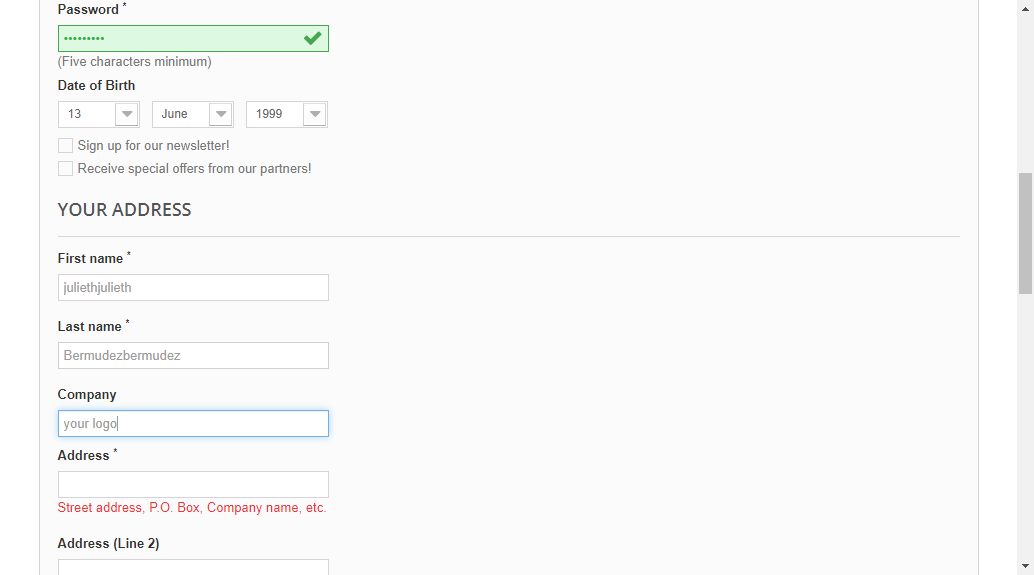 Password *
•••••••••
(Five characters minimum)
Date of Birth
13 June 1999
Sign up for our newsletter!
Receive special offers from our partners!
YOUR ADDRESS
First name *
juliethjulieth
Last name *
Bermudezbermudez
Company
your logo
Address *
Street address, P.O. Box, Company name, etc.
Address (Line 2)